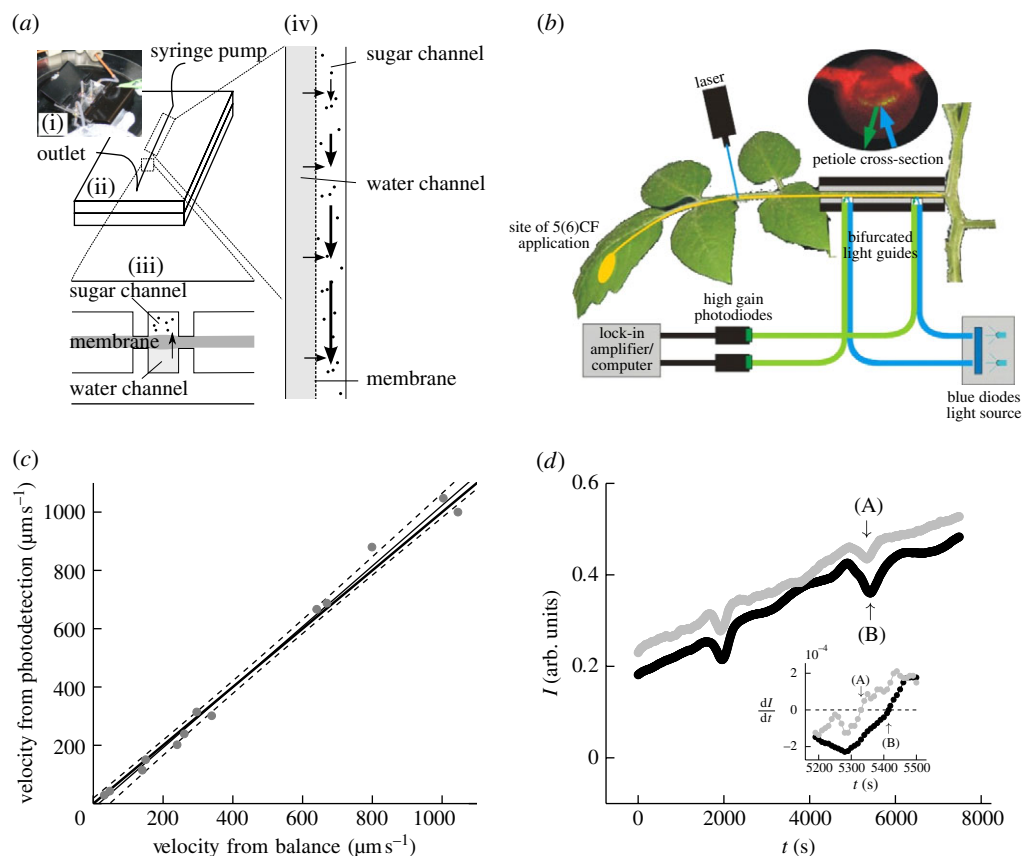 (a)
syringe pump
(i)
outlet
(ii)
(iii)
sugar channel
membrane
water channel
(iv)
sugar channel
water channel
membrane
(b)
laser
petiole cross-section
site of 5(6)CF
application
bifurcated
light guides
high gain
photodiodes
lock-in
amplifier/
computer
blue diodes
light source
(c)
velocity from photodetection (µm s⁻¹)
1000
800
600
400
200
0 200 400 600 800 1000
velocity from balance (µm s⁻¹)
(d)
I (arb. units)
0.6
0.4
0.2
0
(A)
(B)
10⁻⁴
dI
dt
2
0
−2
(A)
(B)
5200 5300 5400 5500
t (s)
0 2000 4000 6000 8000
t (s)